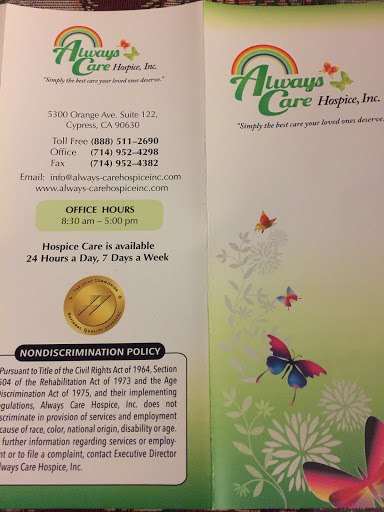 Always
Care Hospice, Inc.
"Simply the best care your loved ones deserve."
5300 Orange Ave. Suite 122,
Cypress, CA 90630
Toll Free (888) 511-2690
Office (714) 952-4298
Fax (714) 952-4382
Email: info@always-carehospiceinc.com
www.always-carehospiceinc.com
OFFICE HOURS
8:30 am – 5:00 pm
Hospice Care is available
24 Hours a Day, 7 Days a Week
NONDISCRIMINATION POLICY
Pursuant to Title of the Civil Rights Act of 1964, Section
504 of the Rehabilitation Act of 1973 and the Age
Discrimination Act of 1975, and their implementing
egulations, Always Care Hospice, Inc. does not
scriminate in provision of services and employment
cause of race, color, national origin, disability or age.
further information regarding services or employ-
nt or to file a complaint, contact Executive Director
lways Care Hospice, Inc.
Always
Care Hospice, Inc.
"Simply the best care your loved ones deserve.